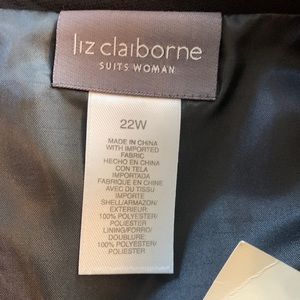 liz claiborne
SUITS WOMAN
22W
MADE IN CHINA
WITH IMPORTED
FABRIC
HECHO EN CHINA
CON TELA
IMPORTADA
FABRIQUE EN CHINE
AVEC DU TISSU
IMPORTE
SHELL/ARMAZON/
EXTERIEUR:
100% POLYESTER/
POLIESTER
LINING/FORRO/
DOUBLURE:
100% POLYESTER/
POLIESTER